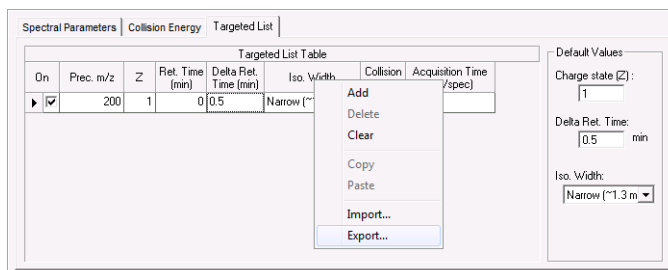 Spectral Parameters Collision Energy Targeted List
Targeted List Table
On Prec. m/z Z Ret. Time (min) Delta Ret. Time (min) Iso. Width Collision Acquisition Time /spec)
200 1 0 0.5 Narrow (~
Add
Delete
Clear
Copy
Paste
Import...
Export...
Default Values
Charge state (Z) :
1
Delta Ret. Time:
0.5 min
Iso. Width:
Narrow (~1.3 m